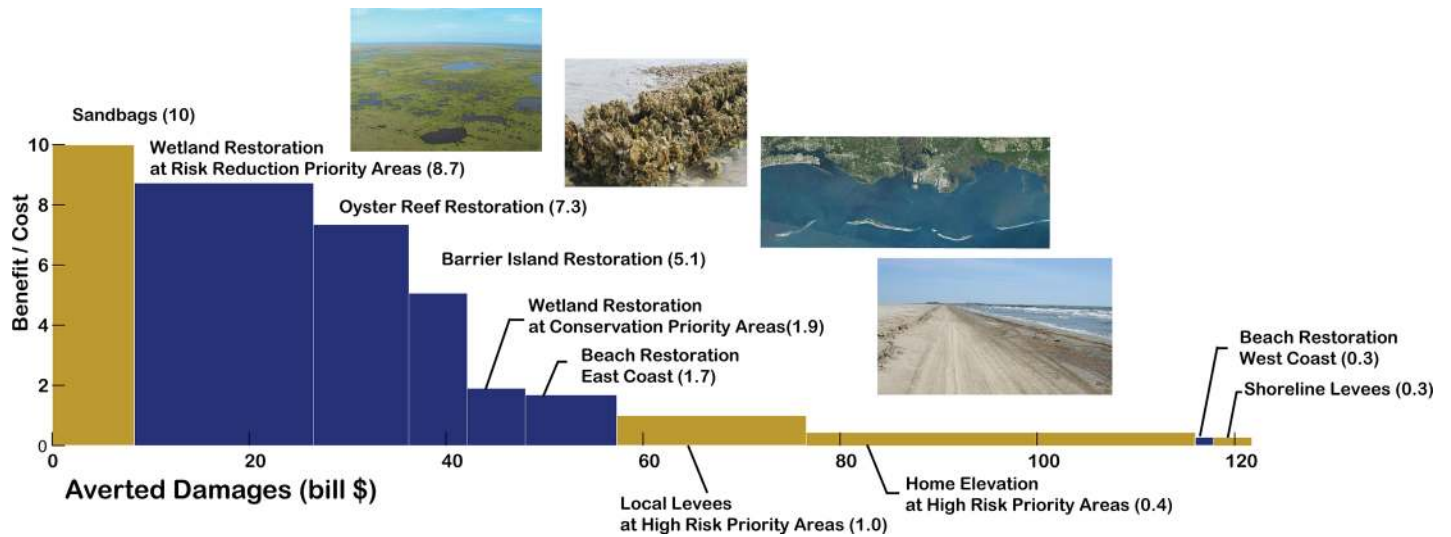 Sandbags (10)
Wetland Restoration
at Risk Reduction Priority Areas (8.7)
Oyster Reef Restoration (7.3)
Barrier Island Restoration (5.1)
Wetland Restoration
at Conservation Priority Areas(1.9)
Beach Restoration
East Coast (1.7)
Beach Restoration
West Coast (0.3)
Shoreline Levees (0.3)
Benefit / Cost
10
8
6
4
2
0
0 20 40 60 80 100 120
Averted Damages (bill $)
Local Levees
at High Risk Priority Areas (1.0)
Home Elevation
at High Risk Priority Areas (0.4)